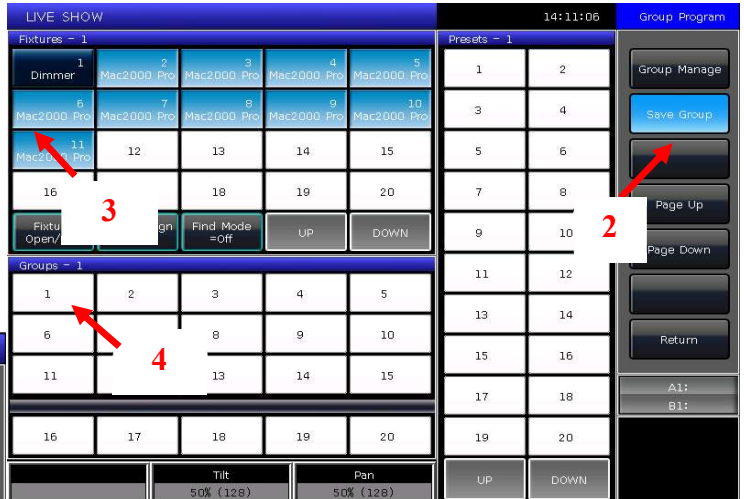 LIVE SHOW 14:11:06 Group Program
Fixtures - 1
1 Dimmer
2 Mac2000 Pro
3 Mac2000 Pro
4 Mac2000 Pro
5 Mac2000 Pro
6 Mac2000 Pro
7 Mac2000 Pro
8 Mac2000 Pro
9 Mac2000 Pro
10 Mac2000 Pro
11 Mac2000 Pro
12 13 14 15
16 18 19 20
3
Open/
Find Mode
=Off
UP DOWN
Groups - 1
1 2 3 4 5
6 8 9 10
11 13 14 15
4
16 17 18 19 20
Tilt
50% (128)
Pan
50% (128)
Presets - 1
1 2
3 4
5 6
7 8
9 10
11 12
13 14
15 16
17 18
19 20
UP DOWN
Group Manage
Save Group
2
Page Up
Page Down
Return
A1:
B1: